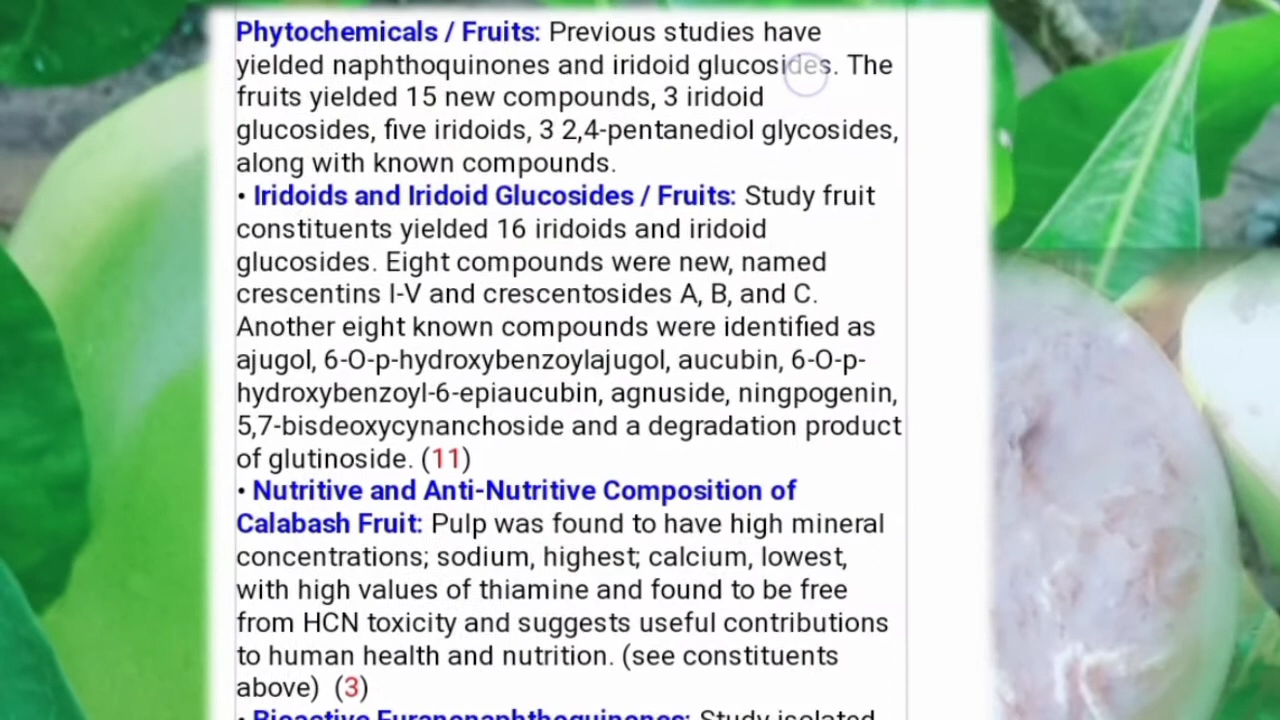 Phytochemicals / Fruits: Previous studies have
yielded naphthoquinones and iridoid glucosides. The
fruits yielded 15 new compounds, 3 iridoid
glucosides, five iridoids, 3 2,4-pentanediol glycosides,
along with known compounds.
• Iridoids and Iridoid Glucosides / Fruits: Study fruit
constituents yielded 16 iridoids and iridoid
glucosides. Eight compounds were new, named
crescentins I-V and crescentosides A, B, and C.
Another eight known compounds were identified as
ajugol, 6-O-p-hydroxybenzoylajugol, aucubin, 6-O-p-
hydroxybenzoyl-6-epiaucubin, agnuside, ningpogenin,
5,7-bisdeoxycynanchoside and a degradation product
of glutinoside. (11)
• Nutritive and Anti-Nutritive Composition of
Calabash Fruit: Pulp was found to have high mineral
concentrations; sodium, highest; calcium, lowest,
with high values of thiamine and found to be free
from HCN toxicity and suggests useful contributions
to human health and nutrition. (see constituents
above) (3)
• Bioactive Furanonaphthoquinones: Study isolated